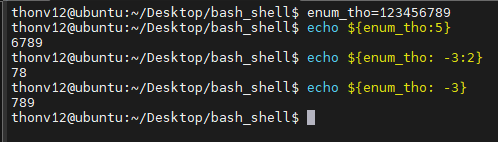 thonv12@ubuntu:~/Desktop/bash_shell$ enum_tho=123456789
thonv12@ubuntu:~/Desktop/bash_shell$ echo ${enum_tho:5}
6789
thonv12@ubuntu:~/Desktop/bash_shell$ echo ${enum_tho: -3:2}
78
thonv12@ubuntu:~/Desktop/bash_shell$ echo ${enum_tho: -3}
789
thonv12@ubuntu:~/Desktop/bash_shell$